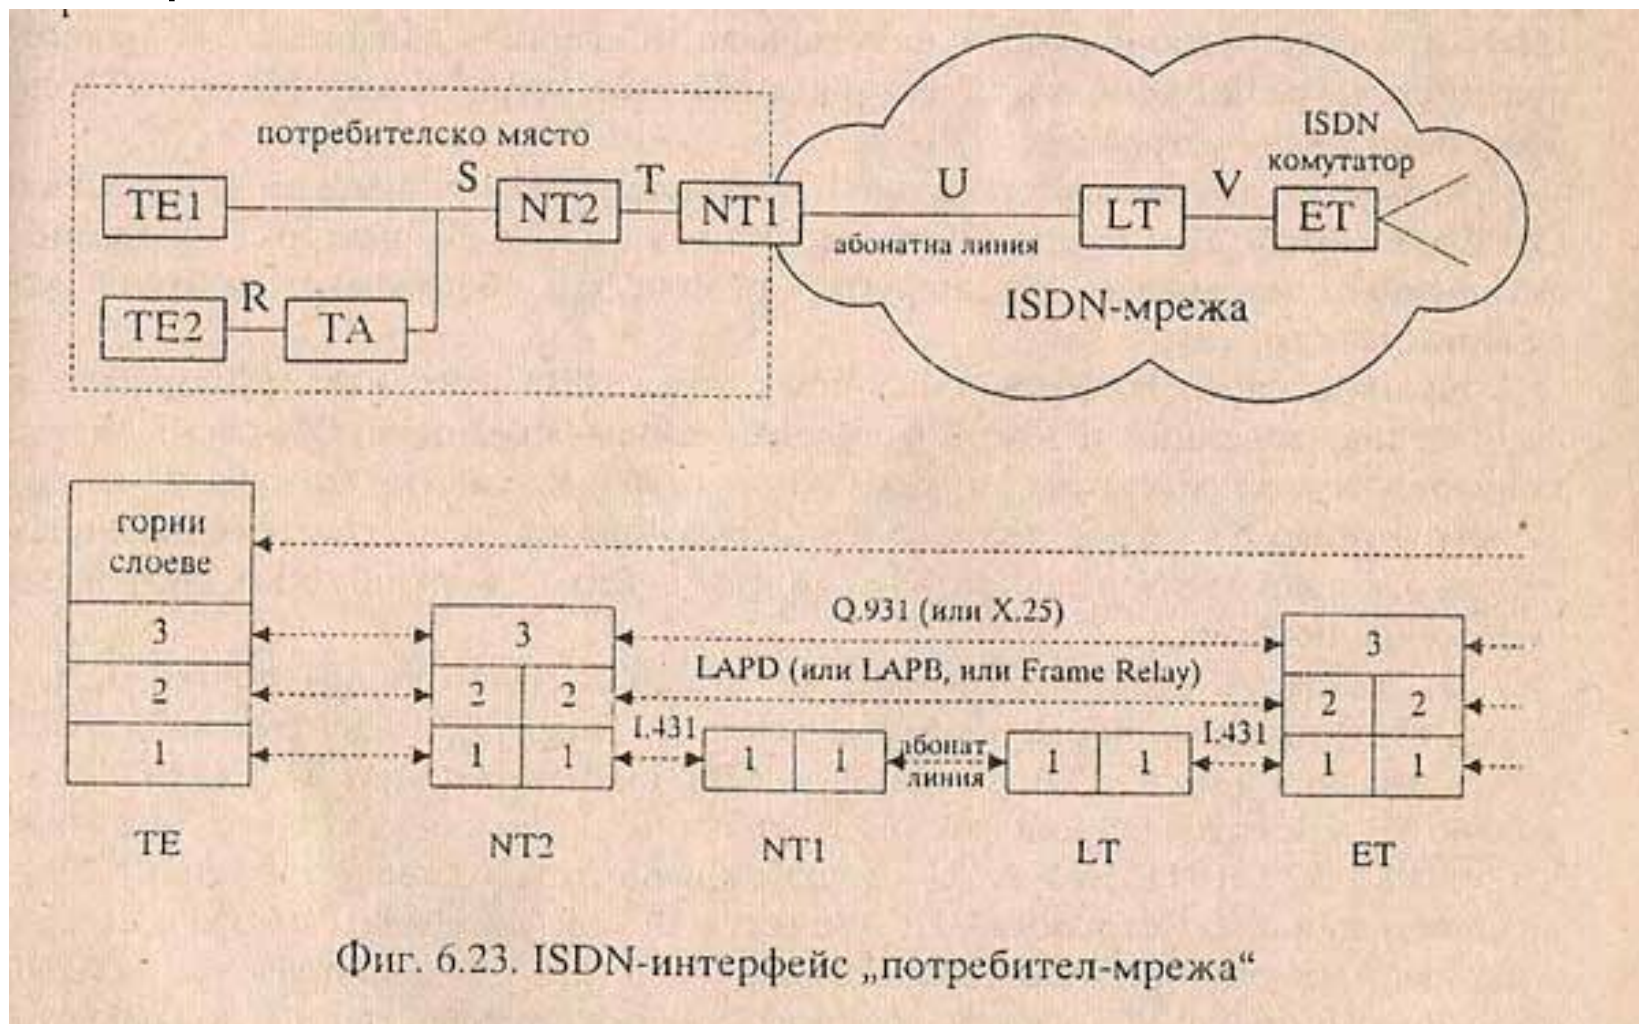 потребителско място
ISDN
комутатор
TE1
S
NT2
T
NT1
U
LT
V
ET
абонатна линия
TE2
R
TA
ISDN-мрежа
горни
слоеве
3
3
Q.931 (или X.25)
3
2
2 2
LAPD (или LAPB, или Frame Relay)
2 2
1
1 1
I.431
1 1
абонат
линия
1 1
I.431
1 1
TE
NT2
NT1
LT
ET
Фиг. 6.23. ISDN-интерфейс „потребител-мрежа“